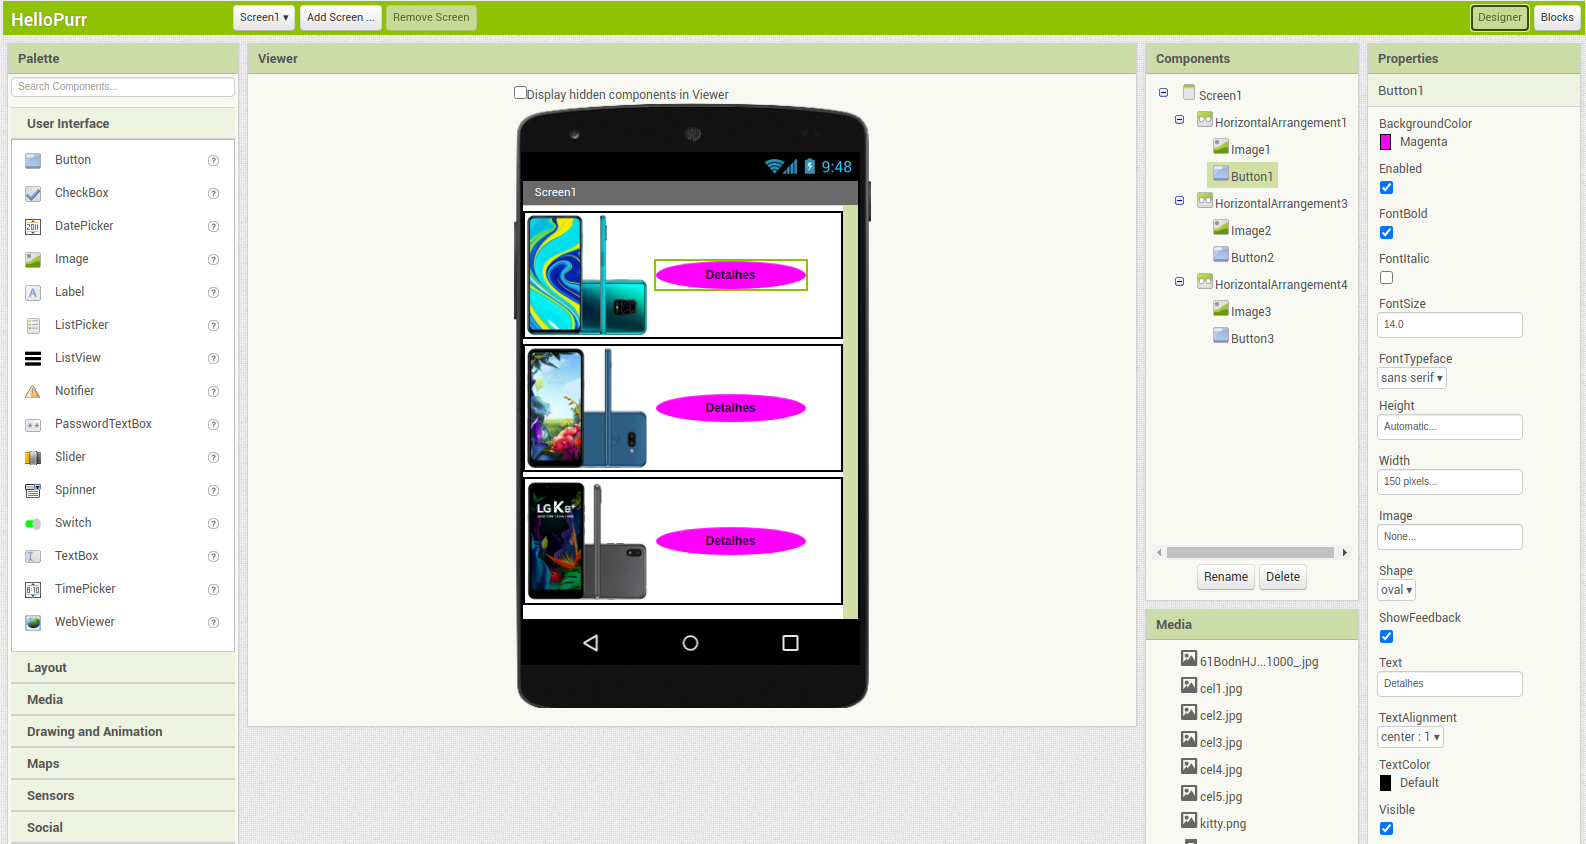 HelloPurr
Screen1 ▾
Add Screen ...
Remove Screen
Designer
Blocks
Palette
Search Components...
User Interface
Button
CheckBox
DatePicker
Image
Label
ListPicker
ListView
Notifier
PasswordTextBox
Slider
Spinner
Switch
TextBox
TimePicker
WebViewer
Layout
Media
Drawing and Animation
Maps
Sensors
Social
Viewer
Display hidden components in Viewer
9:48
Screen1
Detalhes
Detalhes
LG K8+
Detalhes
Components
Screen1
HorizontalArrangement1
Image1
Button1
HorizontalArrangement3
Image2
Button2
HorizontalArrangement4
Image3
Button3
Rename
Delete
Media
61BodnHJ...1000_.jpg
cel1.jpg
cel2.jpg
cel3.jpg
cel4.jpg
cel5.jpg
kitty.png
Properties
Button1
BackgroundColor
Magenta
Enabled
FontBold
FontItalic
FontSize
14.0
FontTypeface
sans serif ▾
Height
Automatic...
Width
150 pixels...
Image
None...
Shape
oval ▾
ShowFeedback
Text
Detalhes
TextAlignment
center : 1 ▾
TextColor
Default
Visible